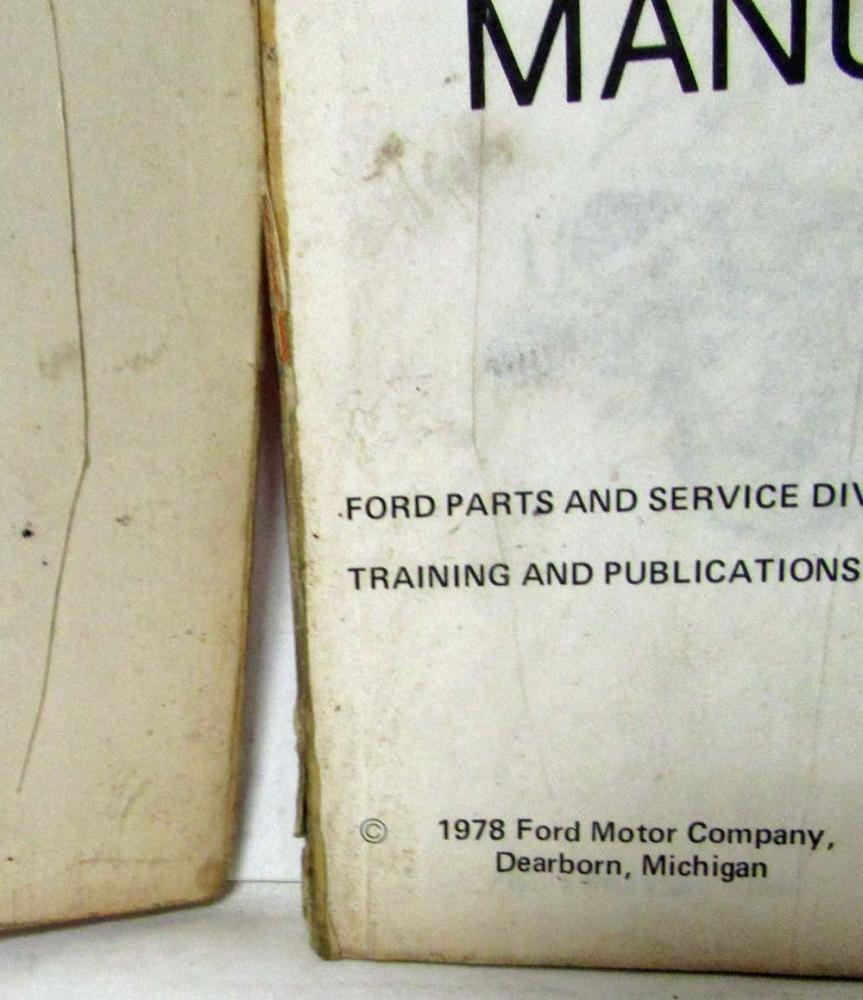 MANU
FORD PARTS AND SERVICE DIV
TRAINING AND PUBLICATIONS
© 1978 Ford Motor Company,
Dearborn, Michigan